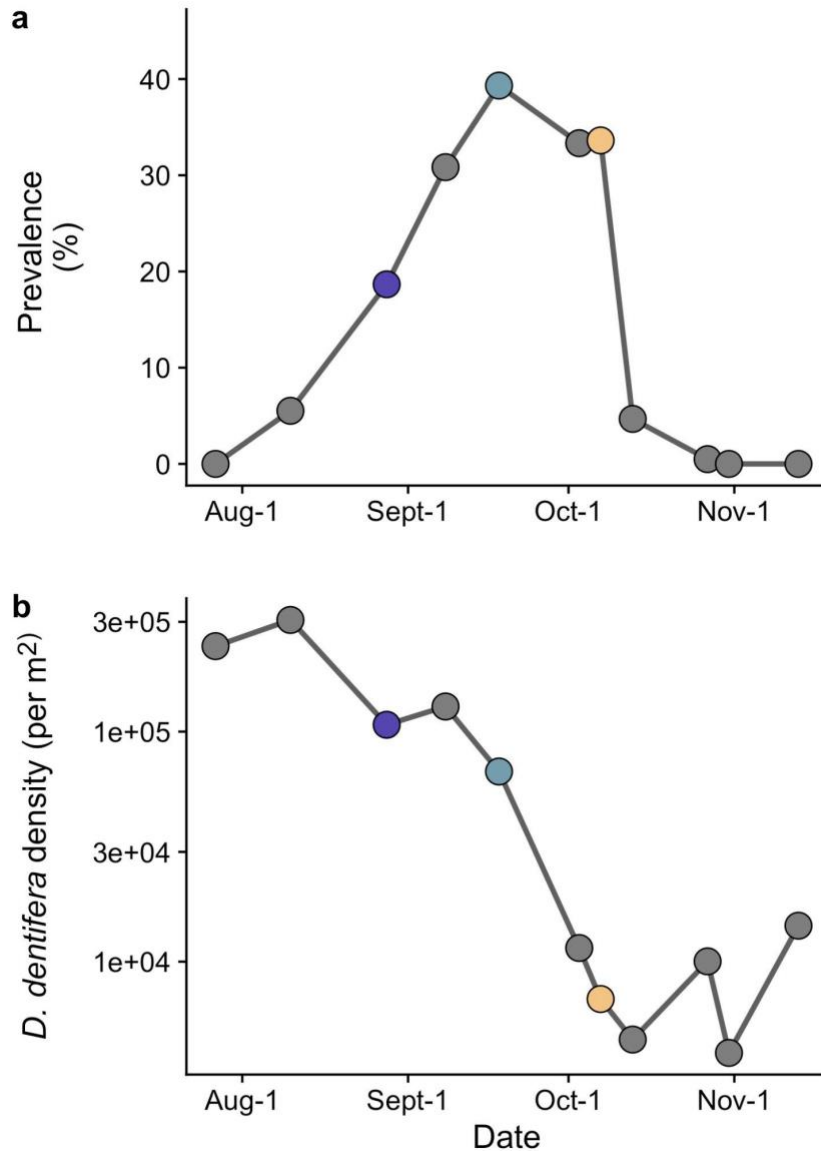 a
Prevalence
(%)
40
30
20
10
0
Aug-1 Sept-1 Oct-1 Nov-1
b
D. dentifera density (per m²)
3e+05
1e+05
3e+04
1e+04
Aug-1 Sept-1 Oct-1 Nov-1
Date